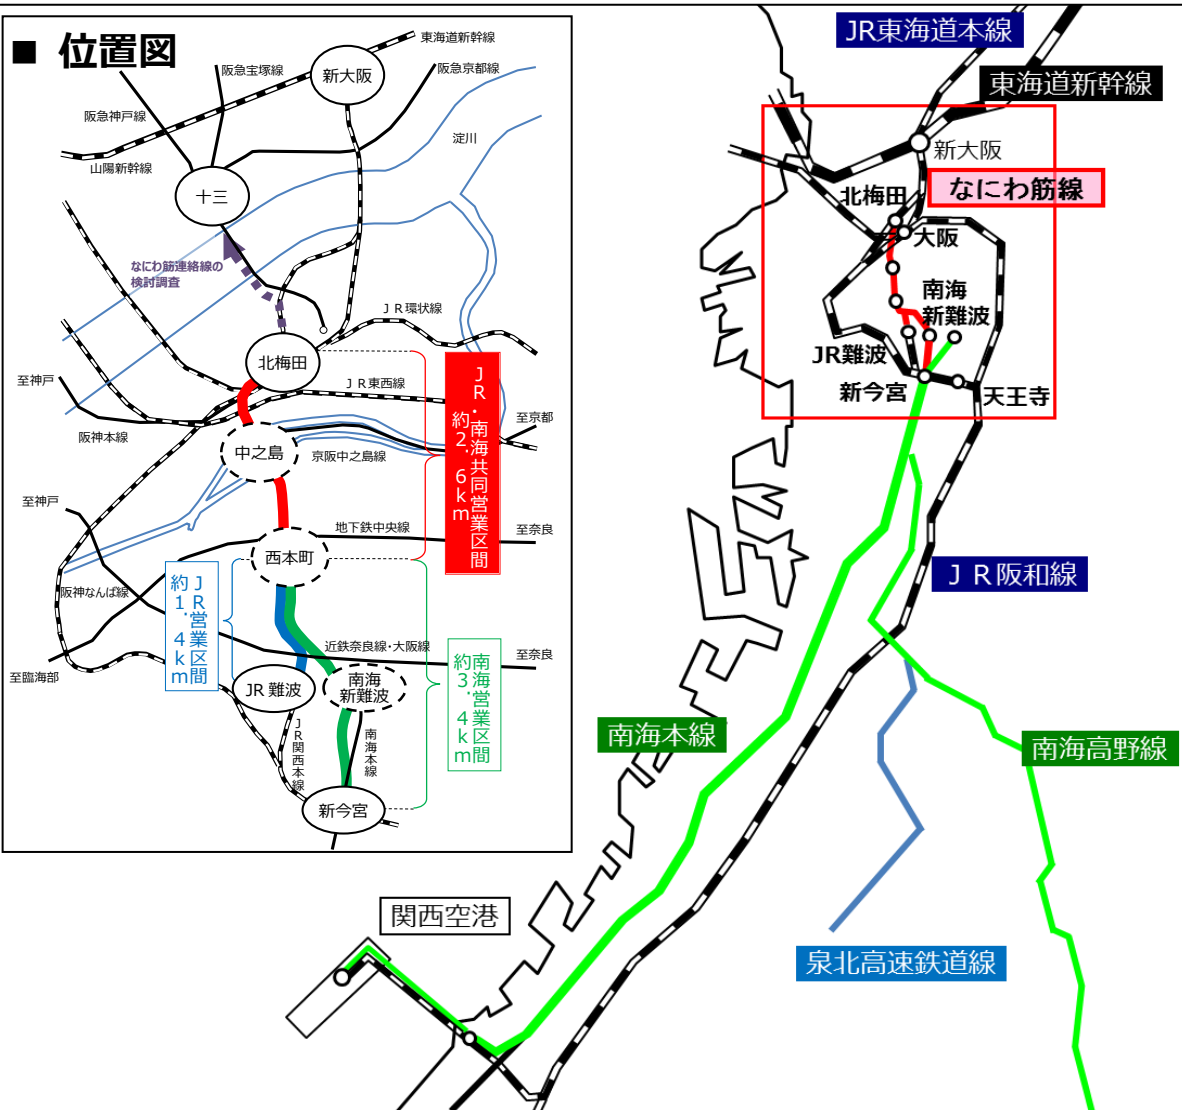 ■ 位置図
東海道新幹線
新大阪
阪急宝塚線
阪急京都線
阪急神戸線
淀川
山陽新幹線
十三
なにわ筋連絡線の
検討調査
ＪＲ環状線
北梅田
至神戸
ＪＲ東西線
阪神本線
中之島
京阪中之島線
至京都
JR・南海共同営業区間
約2.6km
至神戸
地下鉄中央線
至奈良
西本町
阪神なんば線
JR営業区間
約1.4km
近鉄奈良線・大阪線
至奈良
至臨海部
JR難波
南海
新難波
南海営業区間
約3.4km
JR関西本線
南海本線
新今宮
JR東海道本線
東海道新幹線
新大阪
なにわ筋線
北梅田
大阪
南海
新難波
JR難波
新今宮
天王寺
ＪＲ阪和線
南海本線
南海高野線
関西空港
泉北高速鉄道線